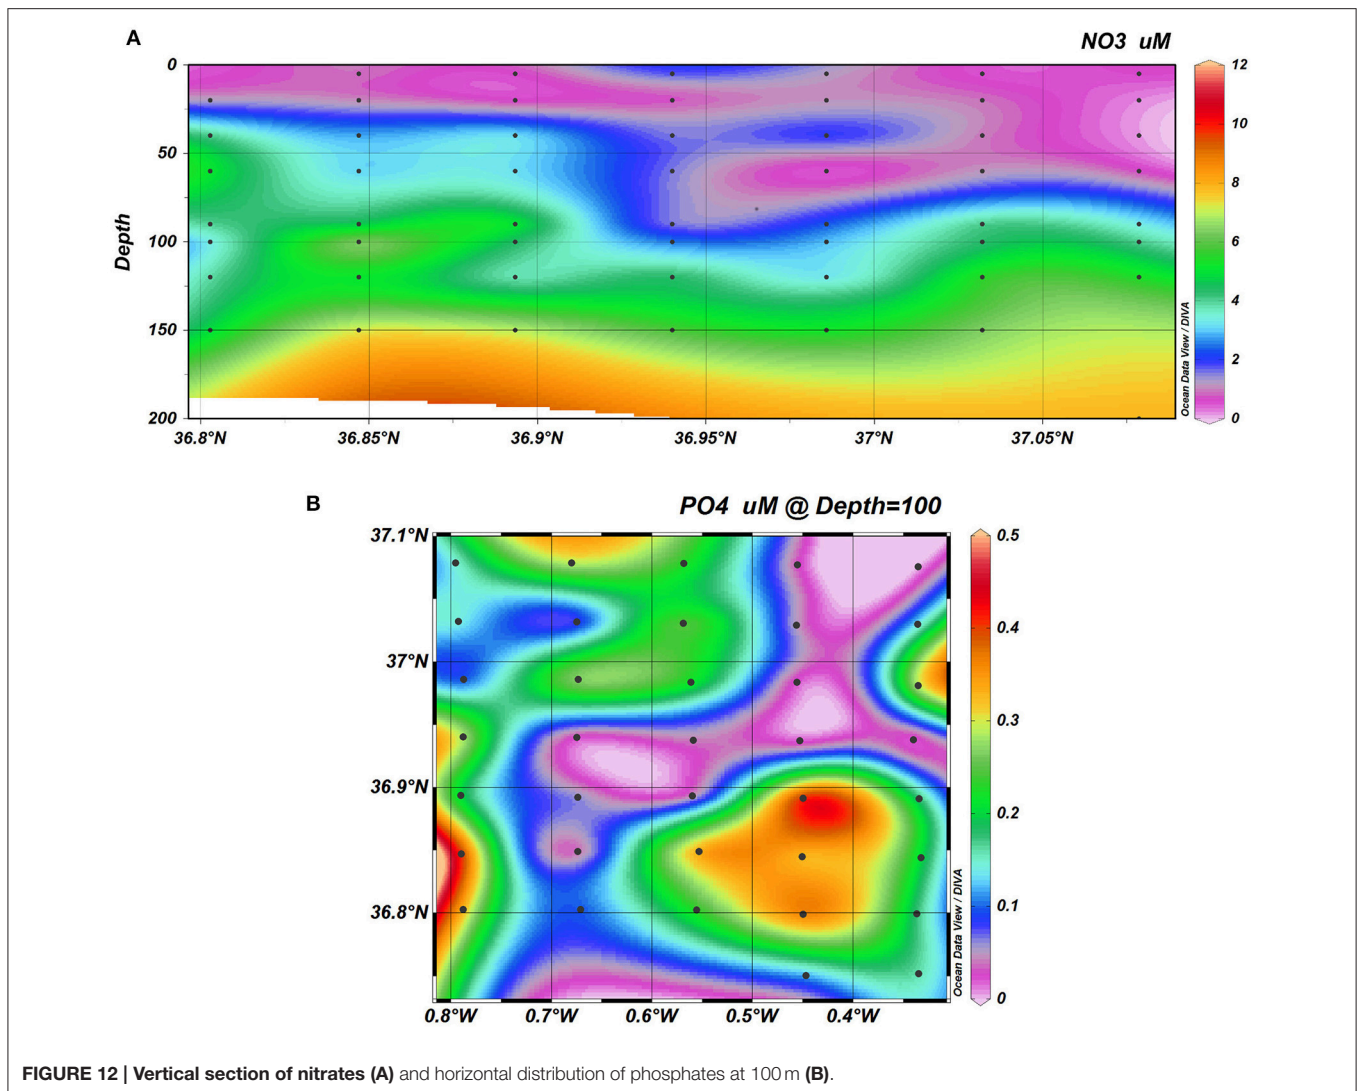 A
NO3 uM
0
50
100
150
200
Depth
36.8°N
36.85°N
36.9°N
36.95°N
37°N
37.05°N
12
10
8
6
4
2
0
Ocean Data View / DIVA
B
PO4 uM @ Depth=100
37.1°N
37°N
36.9°N
36.8°N
0.8°W
0.7°W
0.6°W
0.5°W
0.4°W
0.5
0.4
0.3
0.2
0.1
0
Ocean Data View / DIVA
FIGURE 12 | Vertical section of nitrates (A) and horizontal distribution of phosphates at 100 m (B).